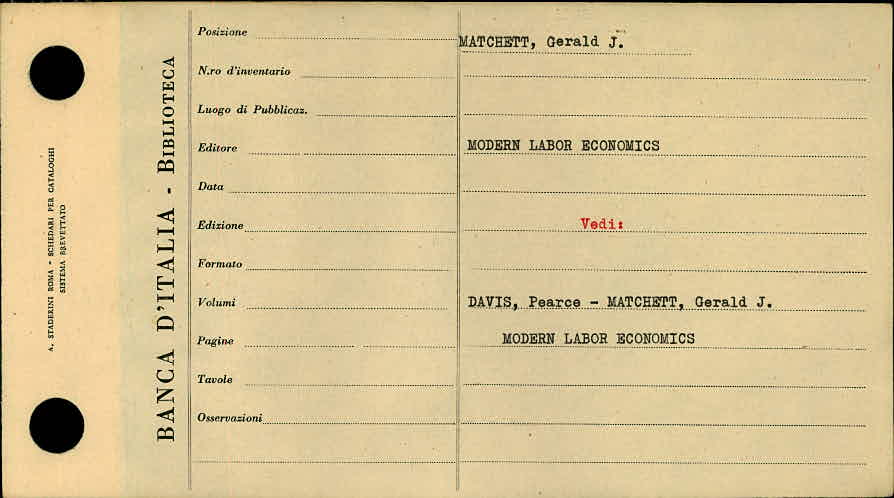 A. STADERINI ROMA - SCHEDARI PER CATALOGHI
SISTEMA BREVETTATO
BANCA D'ITALIA - BIBLIOTECA
Posizione
N.ro d'inventario
Luogo di Pubblicaz.
Editore
Data
Edizione
Formato
Volumi
Pagine
Tavole
Osservazioni
MATCHETT, Gerald J.
MODERN LABOR ECONOMICS
Vedi:
DAVIS, Pearce - MATCHETT, Gerald J.
MODERN LABOR ECONOMICS